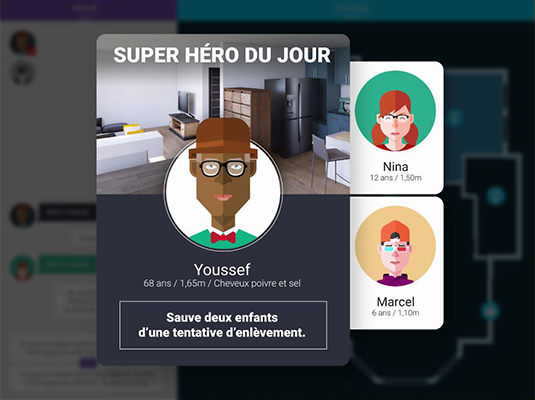 SUPER HÉRO DU JOUR
Youssef
68 ans / 1,65m / Cheveux poivre et sel
Sauve deux enfants
d’une tentative d’enlèvement.
Nina
12 ans / 1,50m
Marcel
6 ans / 1,10m